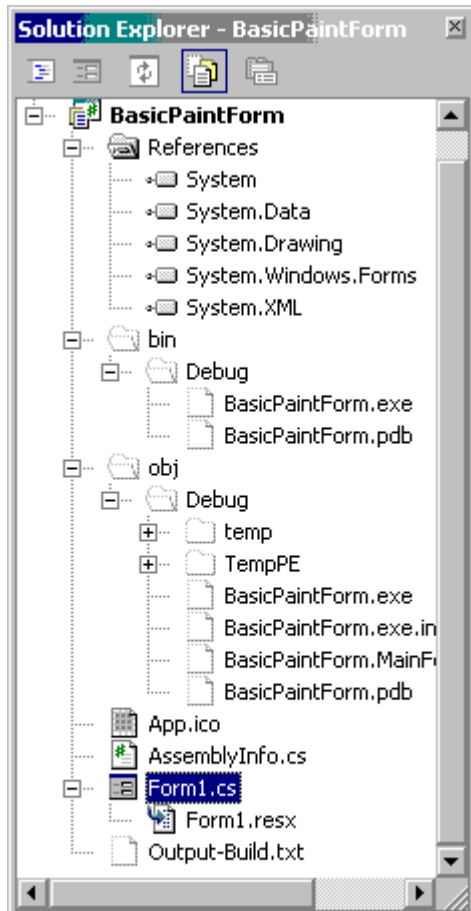 Solution Explorer - BasicPaintForm
BasicPaintForm
References
System
System.Data
System.Drawing
System.Windows.Forms
System.XML
bin
Debug
BasicPaintForm.exe
BasicPaintForm.pdb
obj
Debug
temp
TempPE
BasicPaintForm.exe
BasicPaintForm.exe.in
BasicPaintForm.MainF
BasicPaintForm.pdb
App.ico
AssemblyInfo.cs
Form1.cs
Form1.resx
Output-Build.txt